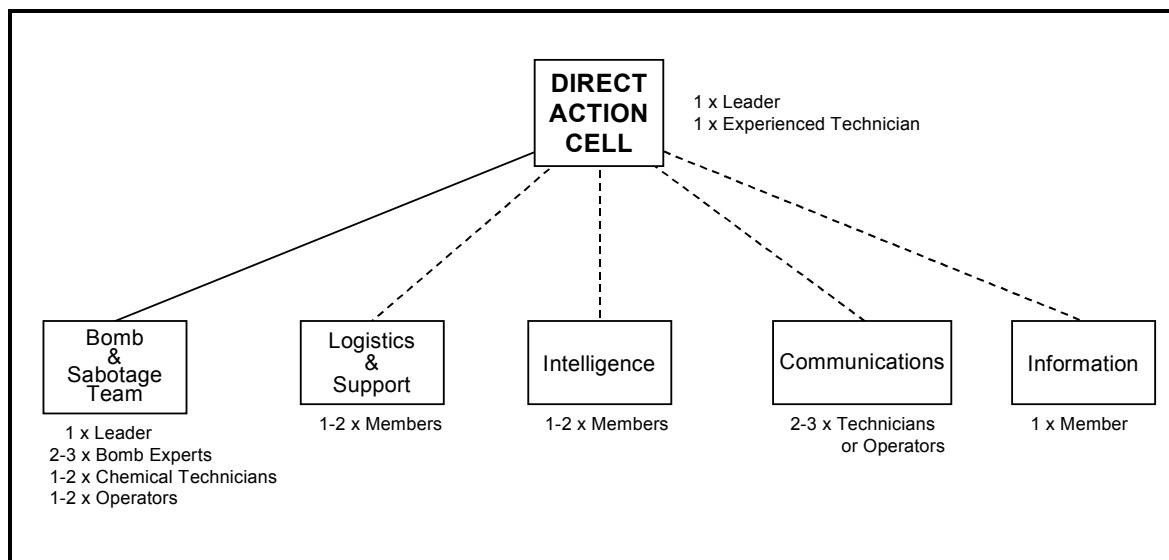 DIRECT
ACTION
CELL
1 x Leader
1 x Experienced Technician
Bomb
&
Sabotage
Team
1 x Leader
2-3 x Bomb Experts
1-2 x Chemical Technicians
1-2 x Operators
Logistics
&
Support
1-2 x Members
Intelligence
1-2 x Members
Communications
2-3 x Technicians
or Operators
Information
1 x Member